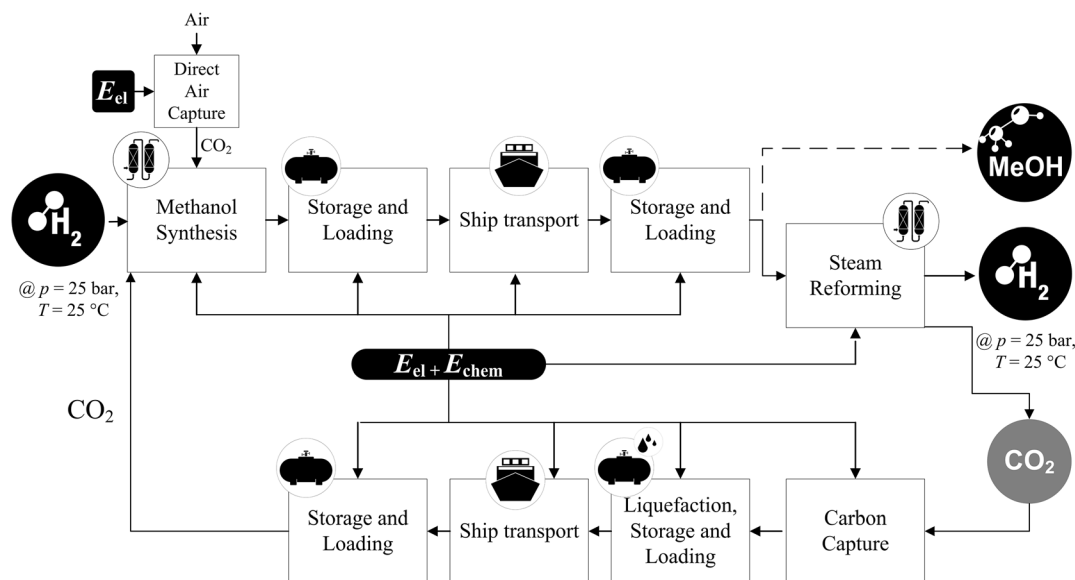 Air
Direct
Air
Capture
E el
CO2
H2
@ p = 25 bar,
T = 25 °C
Methanol
Synthesis
Storage and
Loading
Ship transport
Storage and
Loading
MeOH
Steam
Reforming
H2
@ p = 25 bar,
T = 25 °C
E el + E chem
CO2
CO2
Storage and
Loading
Ship transport
Liquefaction,
Storage and
Loading
Carbon
Capture